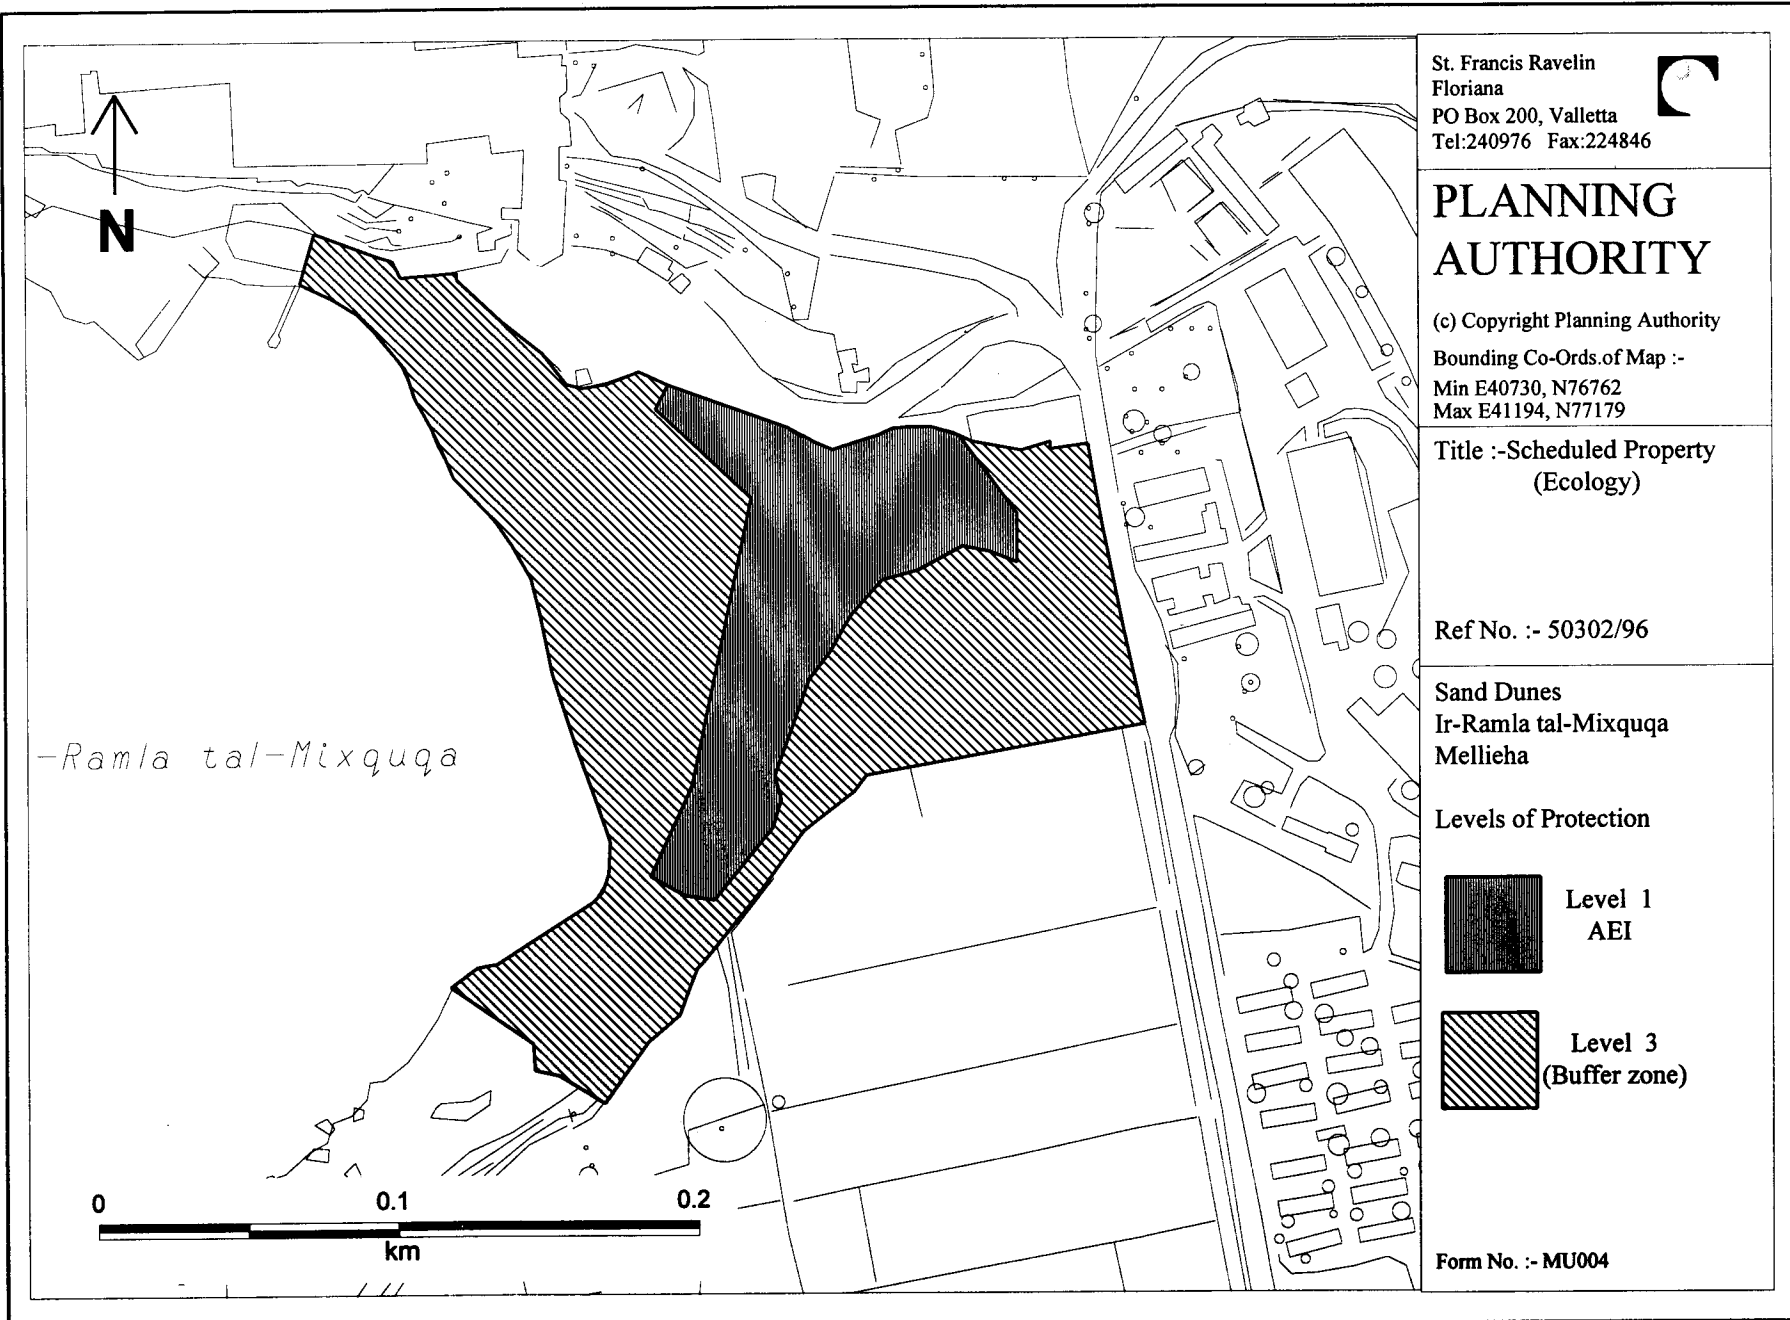 N
-Ramla tal-Mixquqa
0 0.1 0.2
km
St. Francis Ravelin
Floriana
PO Box 200, Valletta
Tel:240976 Fax:224846
PLANNING
AUTHORITY
(c) Copyright Planning Authority
Bounding Co-Ords.of Map :-
Min E40730, N76762
Max E41194, N77179
Title :-Scheduled Property
(Ecology)
Ref No. :- 50302/96
Sand Dunes
Ir-Ramla tal-Mixquqa
Mellieha
Levels of Protection
Level 1
AEI
Level 3
(Buffer zone)
Form No. :- MU004